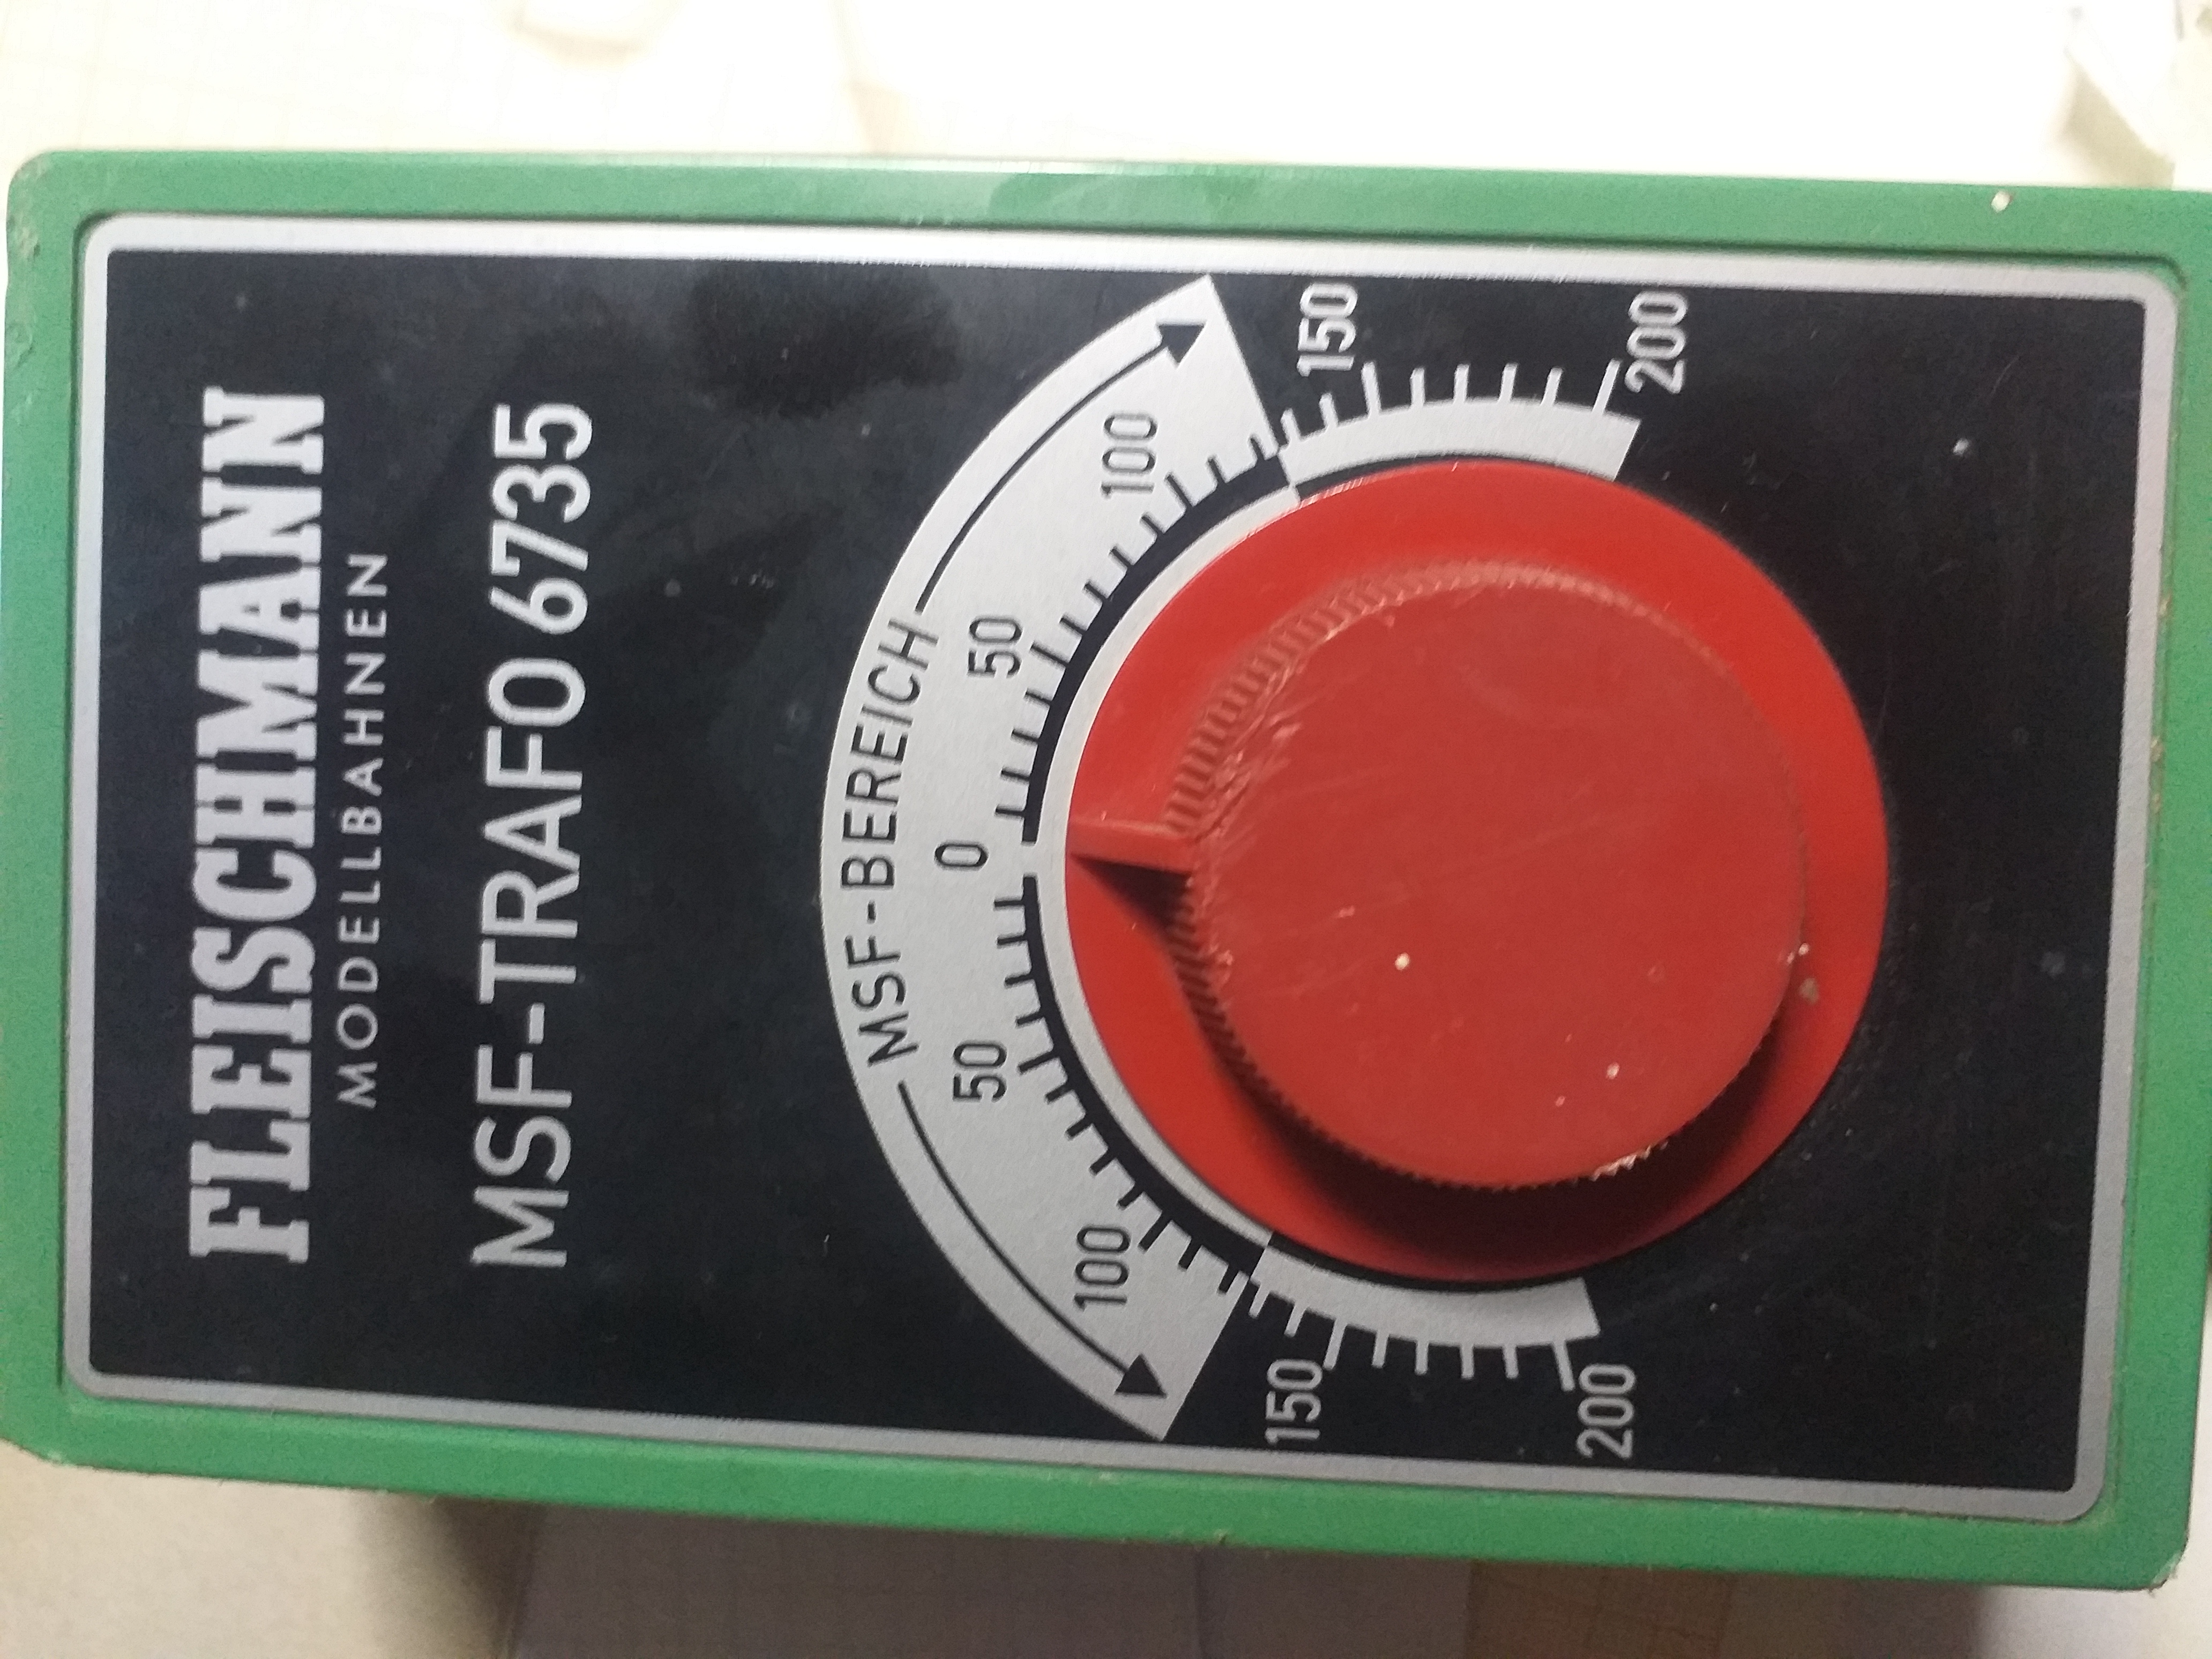 FLEISCHMANN
MODELLBAHNEN
MSF-TRAFO 6735
MSF-BEREICH
0
50 50
100 100
150 150
200 200